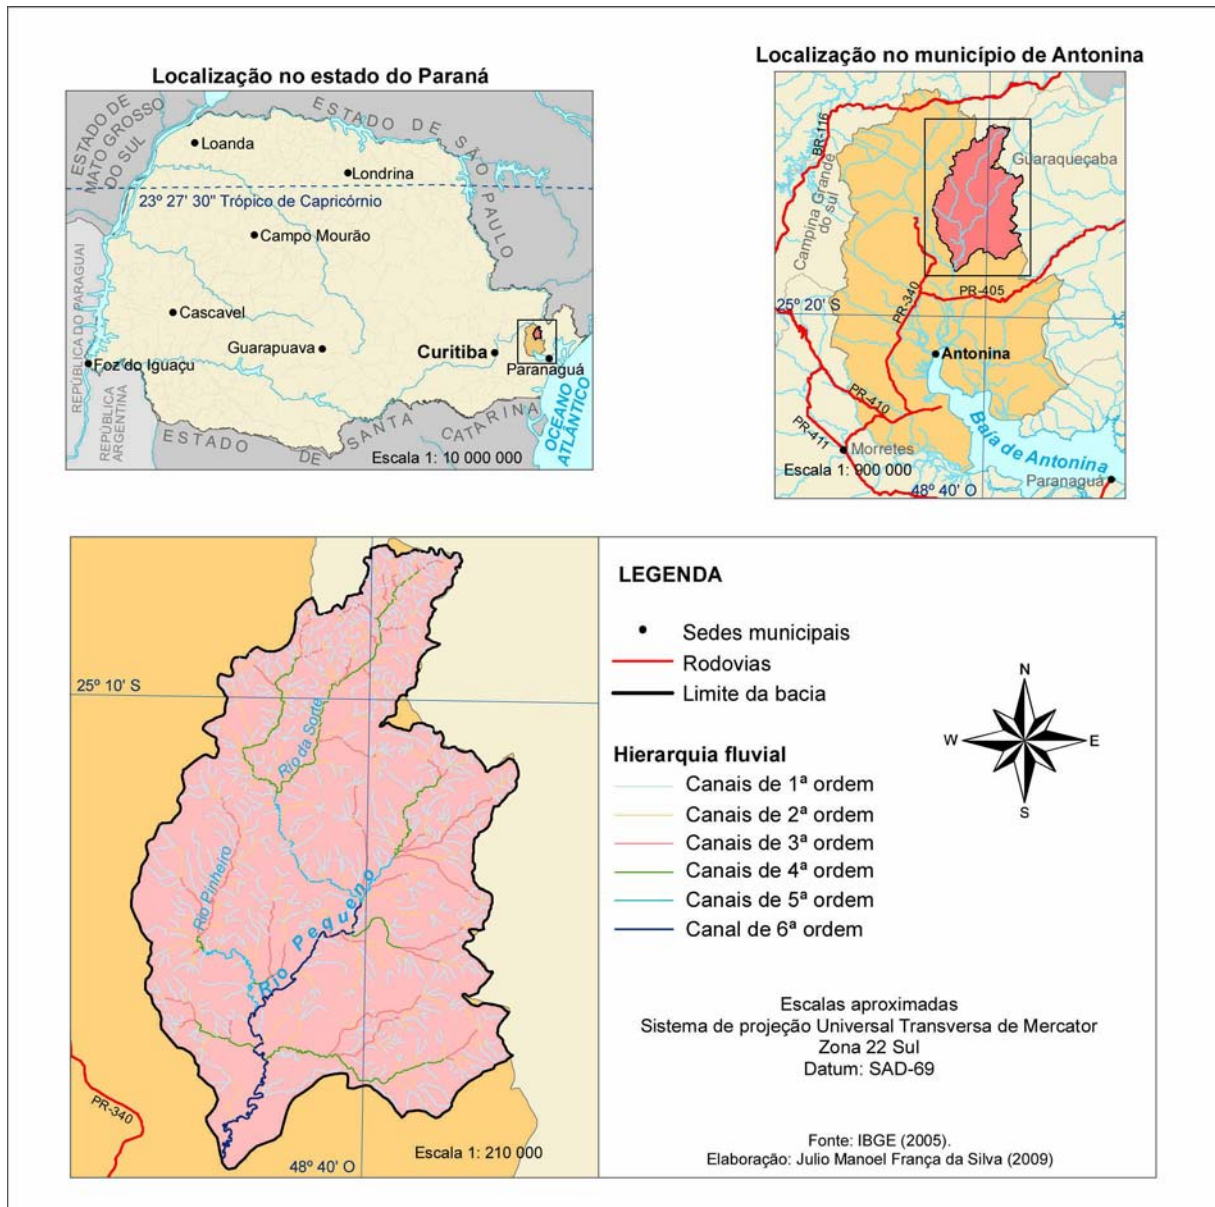 Localização no estado do Paraná
ESTADO DE
MATO GROSSO
DO SUL
ESTADO DE SÃO PAULO
Loanda
Londrina
23º 27' 30" Trópico de Capricórnio
Campo Mourão
Cascavel
Guarapuava
Curitiba
Paranaguá
Foz do Iguaçu
REPÚBLICA DO PARAGUAI
REPÚBLICA
ARGENTINA
ESTADO DE SANTA CATARINA
OCEANO
ATLÂNTICO
Escala 1: 10 000 000
Localização no município de Antonina
BR-116
Guaraqueçaba
Campina Grande
do sul
PR-340
PR-405
25º 20' S
Antonina
PR-410
PR-411
Morretes
Baía de Antonina
Escala 1: 900 000
48º 40' O
Paranaguá
25º 10' S
Rio da Sorte
Rio Pinheiro
Rio Pequeno
PR-340
48º 40' O
Escala 1: 210 000
LEGENDA
Sedes municipais
Rodovias
Limite da bacia
Hierarquia fluvial
Canais de 1ª ordem
Canais de 2ª ordem
Canais de 3ª ordem
Canais de 4ª ordem
Canais de 5ª ordem
Canal de 6ª ordem
N
W
E
S
Escalas aproximadas
Sistema de projeção Universal Transversa de Mercator
Zona 22 Sul
Datum: SAD-69
Fonte: IBGE (2005).
Elaboração: Julio Manoel França da Silva (2009)